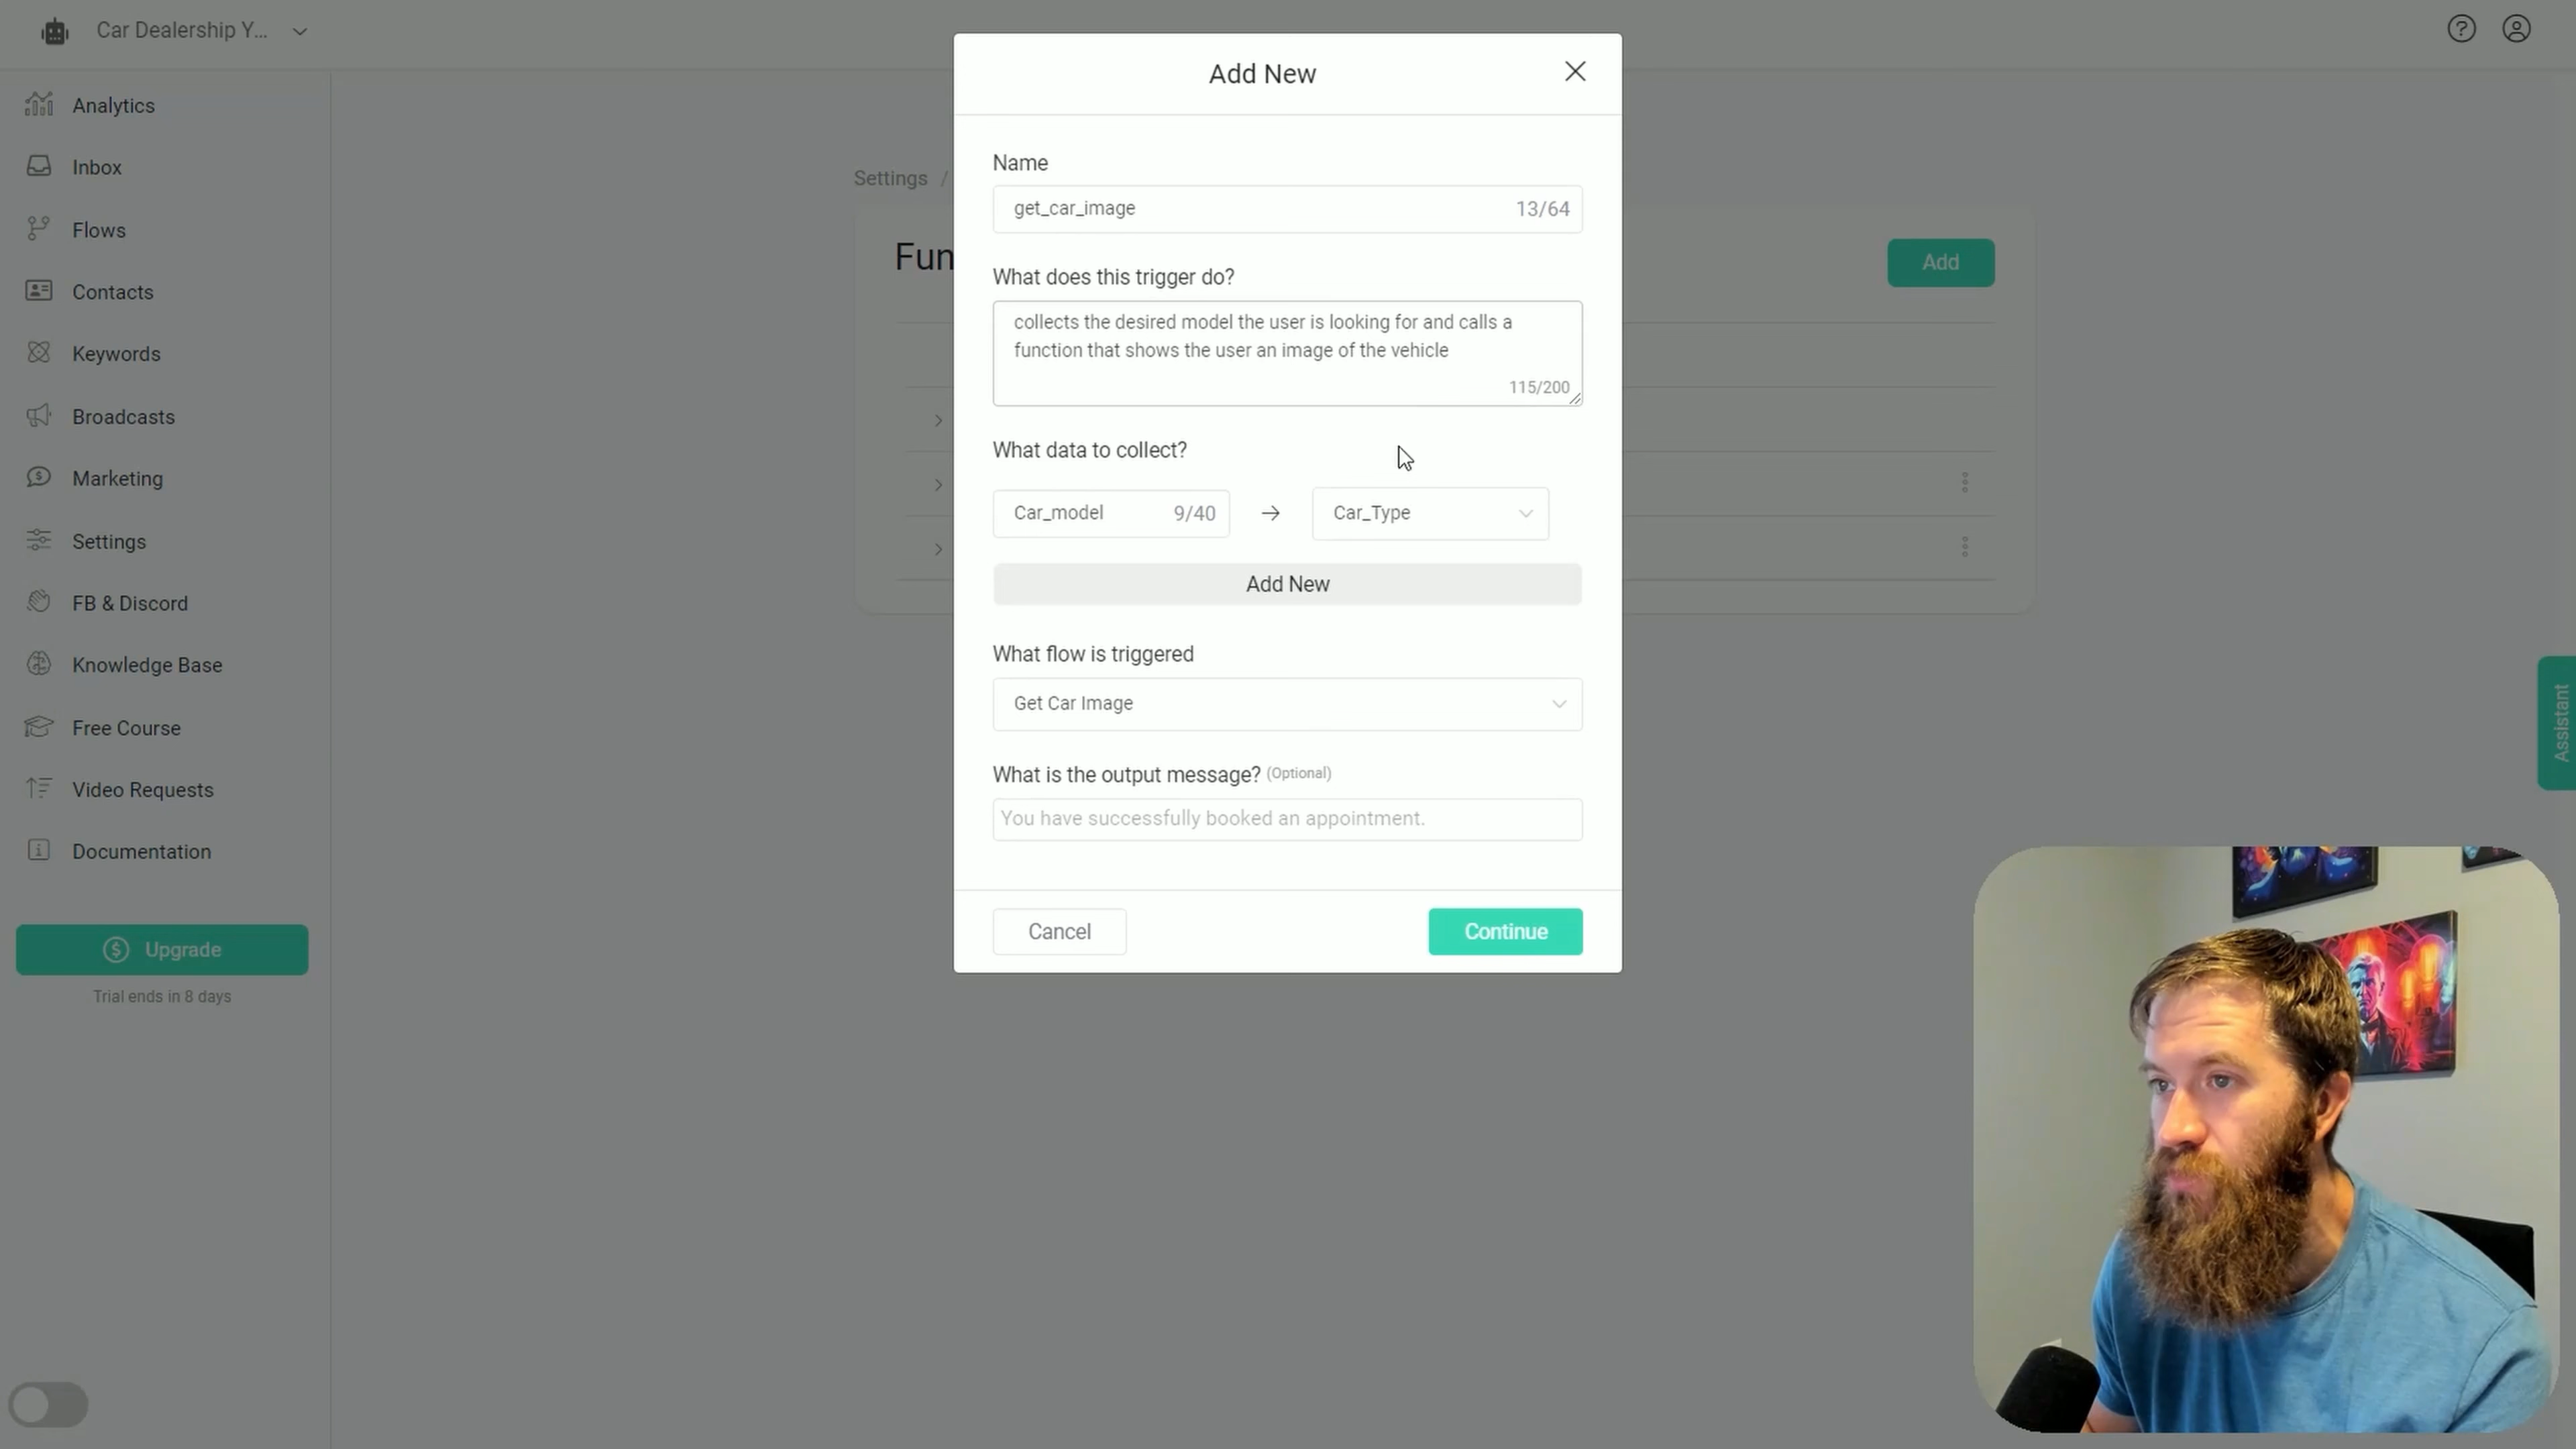 Car Dealership Y...
Analytics
Inbox
Flows
Contacts
Keywords
Broadcasts
Marketing
Settings
FB & Discord
Knowledge Base
Free Course
Video Requests
Documentation
Upgrade
Trial ends in 8 days
Settings /
Fun
Add
Add New
Name
get_car_image 13/64
What does this trigger do?
collects the desired model the user is looking for and calls a
function that shows the user an image of the vehicle
115/200
What data to collect?
Car_model 9/40 → Car_Type
Add New
What flow is triggered
Get Car Image
What is the output message? (Optional)
You have successfully booked an appointment.
Cancel
Continue
Assistant